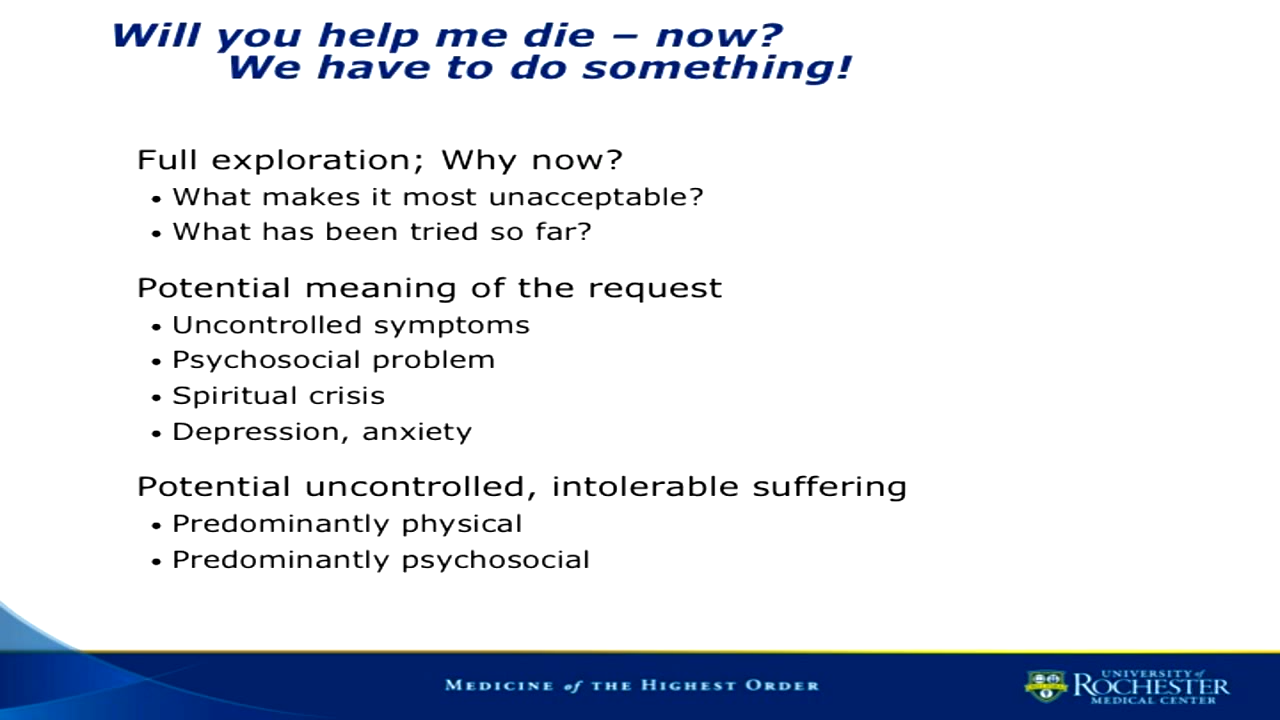 Will you help me die – now?
We have to do something!
Full exploration; Why now?
• What makes it most unacceptable?
• What has been tried so far?
Potential meaning of the request
• Uncontrolled symptoms
• Psychosocial problem
• Spiritual crisis
• Depression, anxiety
Potential uncontrolled, intolerable suffering
• Predominantly physical
• Predominantly psychosocial
MEDICINE of THE HIGHEST ORDER
UNIVERSITY of
ROCHESTER
MEDICAL CENTER